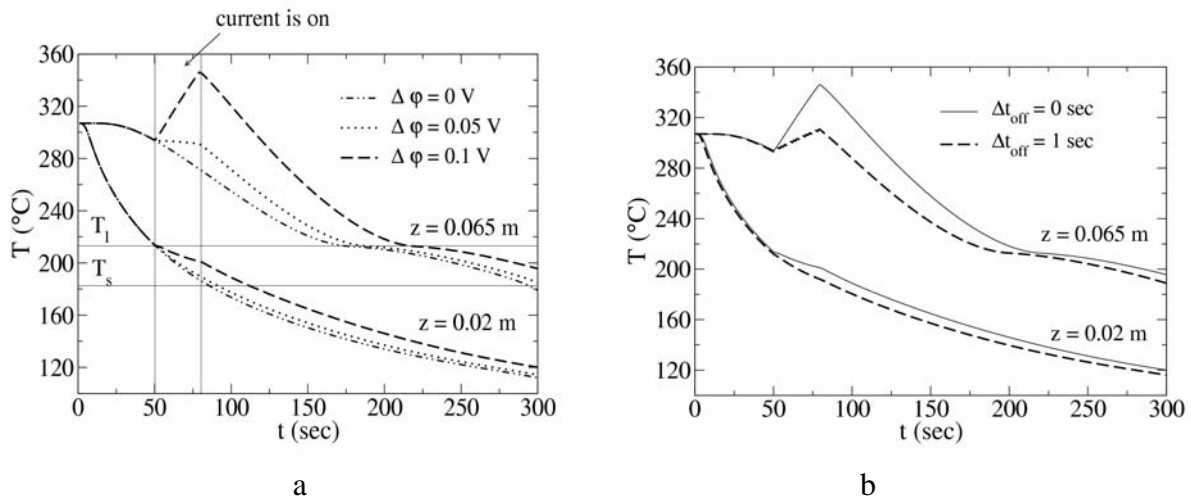 current is on
360
320
280
240
200
160
120
T (°C)
T_l
T_s
Δ φ = 0 V
Δ φ = 0.05 V
Δ φ = 0.1 V
z = 0.065 m
z = 0.02 m
0 50 100 150 200 250 300
t (sec)
a
360
320
280
240
200
160
120
T (°C)
Δt_off = 0 sec
Δt_off = 1 sec
z = 0.065 m
z = 0.02 m
0 50 100 150 200 250 300
t (sec)
b